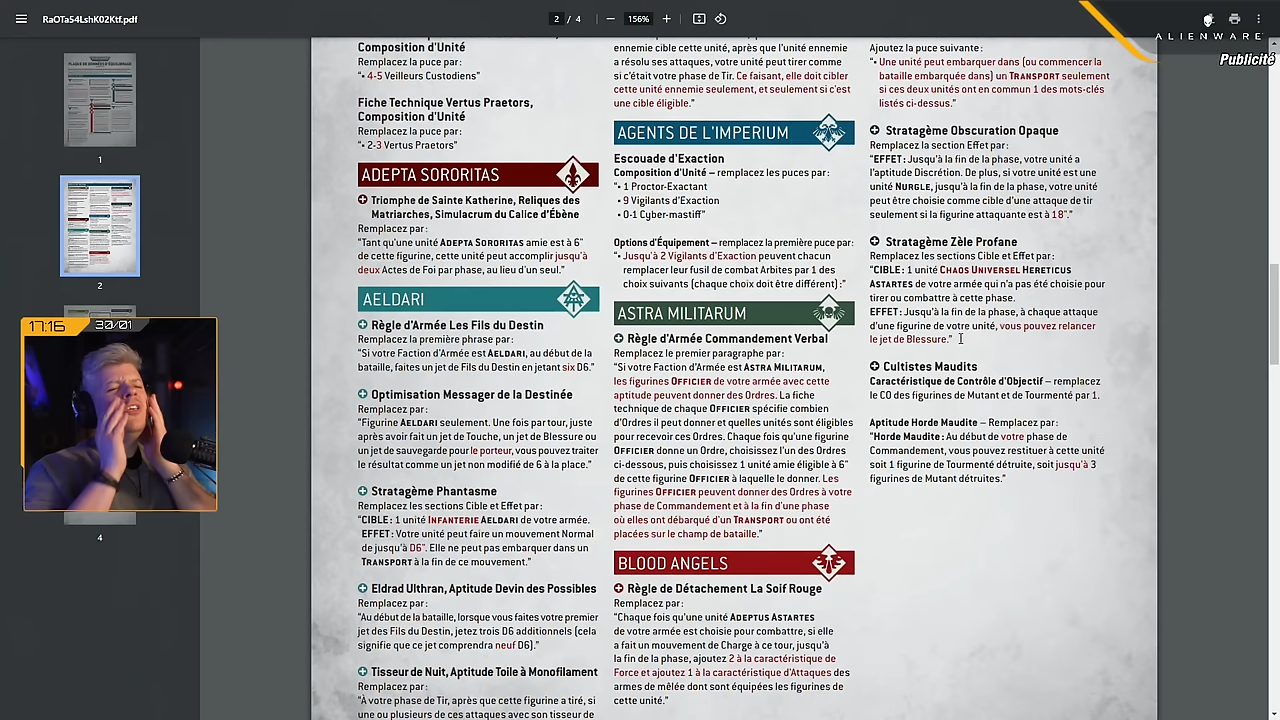 RaOTa54LshK02Ktf.pdf
2 / 4
156%
ALIENWARE
Publicité
1
2
4
17:16
30/01
Composition d'Unité
Remplacez la puce par:
"• 4-5 Veilleurs Custodiens"
Fiche Technique Vertus Praetors,
Composition d'Unité
Remplacez la puce par:
"• 2-3 Vertus Praetors"
ADEPTA SORORITAS
Triomphe de Sainte Katherine, Reliques des
Matriarches, Simulacrum du Calice d'Ébène
Remplacez par:
"Tant qu'une unité ADEPTA SORORITAS amie est à 6"
de cette figurine, cette unité peut accomplir jusqu'à
deux Actes de Foi par phase, au lieu d'un seul."
AELDARI
Règle d'Armée Les Fils du Destin
Remplacez la première phrase par:
"Si votre Faction d'Armée est AELDARI, au début de la
bataille, faites un jet de Fils du Destin en jetant six D6."
Optimisation Messager de la Destinée
Remplacez par:
"Figurine AELDARI seulement. Une fois par tour, juste
après avoir fait un jet de Touche, un jet de Blessure ou
un jet de sauvegarde pour le porteur, vous pouvez traiter
le résultat comme un jet non modifié de 6 à la place."
Stratagème Phantasme
Remplacez les sections Cible et Effet par:
"CIBLE: 1 unité INFANTERIE AELDARI de votre armée.
EFFET: Votre unité peut faire un mouvement Normal
de jusqu'à D6". Elle ne peut pas embarquer dans un
TRANSPORT à la fin de ce mouvement."
Eldrad Ulthran, Aptitude Devin des Possibles
Remplacez par:
"Au début de la bataille, lorsque vous faites votre premier
jet des Fils du Destin, jetez trois D6 additionnels (cela
signifie que ce jet comprendra neuf D6)."
Tisseur de Nuit, Aptitude Toile à Monofilament
Remplacez par:
"À votre phase de Tir, après que cette figurine a tiré, si
une ou plusieurs de ces attaques avec son tisseur de
ennemie cible cette unité, après que l'unité ennemie
a résolu ses attaques, votre unité peut tirer comme
si c'était votre phase de Tir. Ce faisant, elle doit cibler
cette unité ennemie seulement, et seulement si c'est
une cible éligible."
AGENTS DE L'IMPERIUM
Escouade d'Exaction
Composition d'Unité – remplacez les puces par:
"• 1 Proctor-Exactant
• 9 Vigilants d'Exaction
• 0-1 Cyber-mastiff"
Options d'Équipement – remplacez la première puce par:
"• Jusqu'à 2 Vigilants d'Exaction peuvent chacun
remplacer leur fusil de combat Arbites par 1 des
choix suivants (chaque choix doit être différent):"
ASTRA MILITARUM
Règle d'Armée Commandement Verbal
Remplacez le premier paragraphe par:
"Si votre Faction d'Armée est ASTRA MILITARUM,
les figurines OFFICIER de votre armée avec cette
aptitude peuvent donner des Ordres. La fiche
technique de chaque OFFICIER spécifie combien
d'Ordres il peut donner et quelles unités sont éligibles
pour recevoir ces Ordres. Chaque fois qu'une figurine
OFFICIER donne un Ordre, choisissez l'un des Ordres
ci-dessous, puis choisissez 1 unité amie éligible à 6"
de cette figurine OFFICIER à laquelle le donner. Les
figurines OFFICIER peuvent donner des Ordres à votre
phase de Commandement et à la fin d'une phase
où elles ont débarqué d'un TRANSPORT ou ont été
placées sur le champ de bataille."
BLOOD ANGELS
Règle de Détachement La Soif Rouge
Remplacez par:
"Chaque fois qu'une unité ADEPTUS ASTARTES
de votre armée est choisie pour combattre, si elle
a fait un mouvement de Charge à ce tour, jusqu'à
la fin de la phase, ajoutez 2 à la caractéristique de
Force et ajoutez 1 à la caractéristique d'Attaques des
armes de mêlée dont sont équipées les figurines de
cette unité."
Ajoutez la puce suivante:
"• Une unité peut embarquer dans (ou commencer la
bataille embarquée dans) un TRANSPORT seulement
si ces deux unités ont en commun 1 des mots-clés
listés ci-dessus."
Stratagème Obscuration Opaque
Remplacez la section Effet par:
"EFFET: Jusqu'à la fin de la phase, votre unité a
l'aptitude Discrétion. De plus, si votre unité est une
unité NURGLE, jusqu'à la fin de la phase, votre unité
peut être choisie comme cible d'une attaque de tir
seulement si la figurine attaquante est à 18"."
Stratagème Zèle Profane
Remplacez les sections Cible et Effet par:
"CIBLE: 1 unité CHAOS UNIVERSEL HERETICUS
ASTARTES de votre armée qui n'a pas été choisie pour
tirer ou combattre à cette phase.
EFFET: Jusqu'à la fin de la phase, à chaque attaque
d'une figurine de votre unité, vous pouvez relancer
le jet de Blessure."
Cultistes Maudits
Caractéristique de Contrôle d'Objectif – remplacez
le CO des figurines de Mutant et de Tourmenté par 1.
Aptitude Horde Maudite – Remplacez par:
"Horde Maudite: Au début de votre phase de
Commandement, vous pouvez restituer à cette unité
soit 1 figurine de Tourmenté détruite, soit jusqu'à 3
figurines de Mutant détruites."